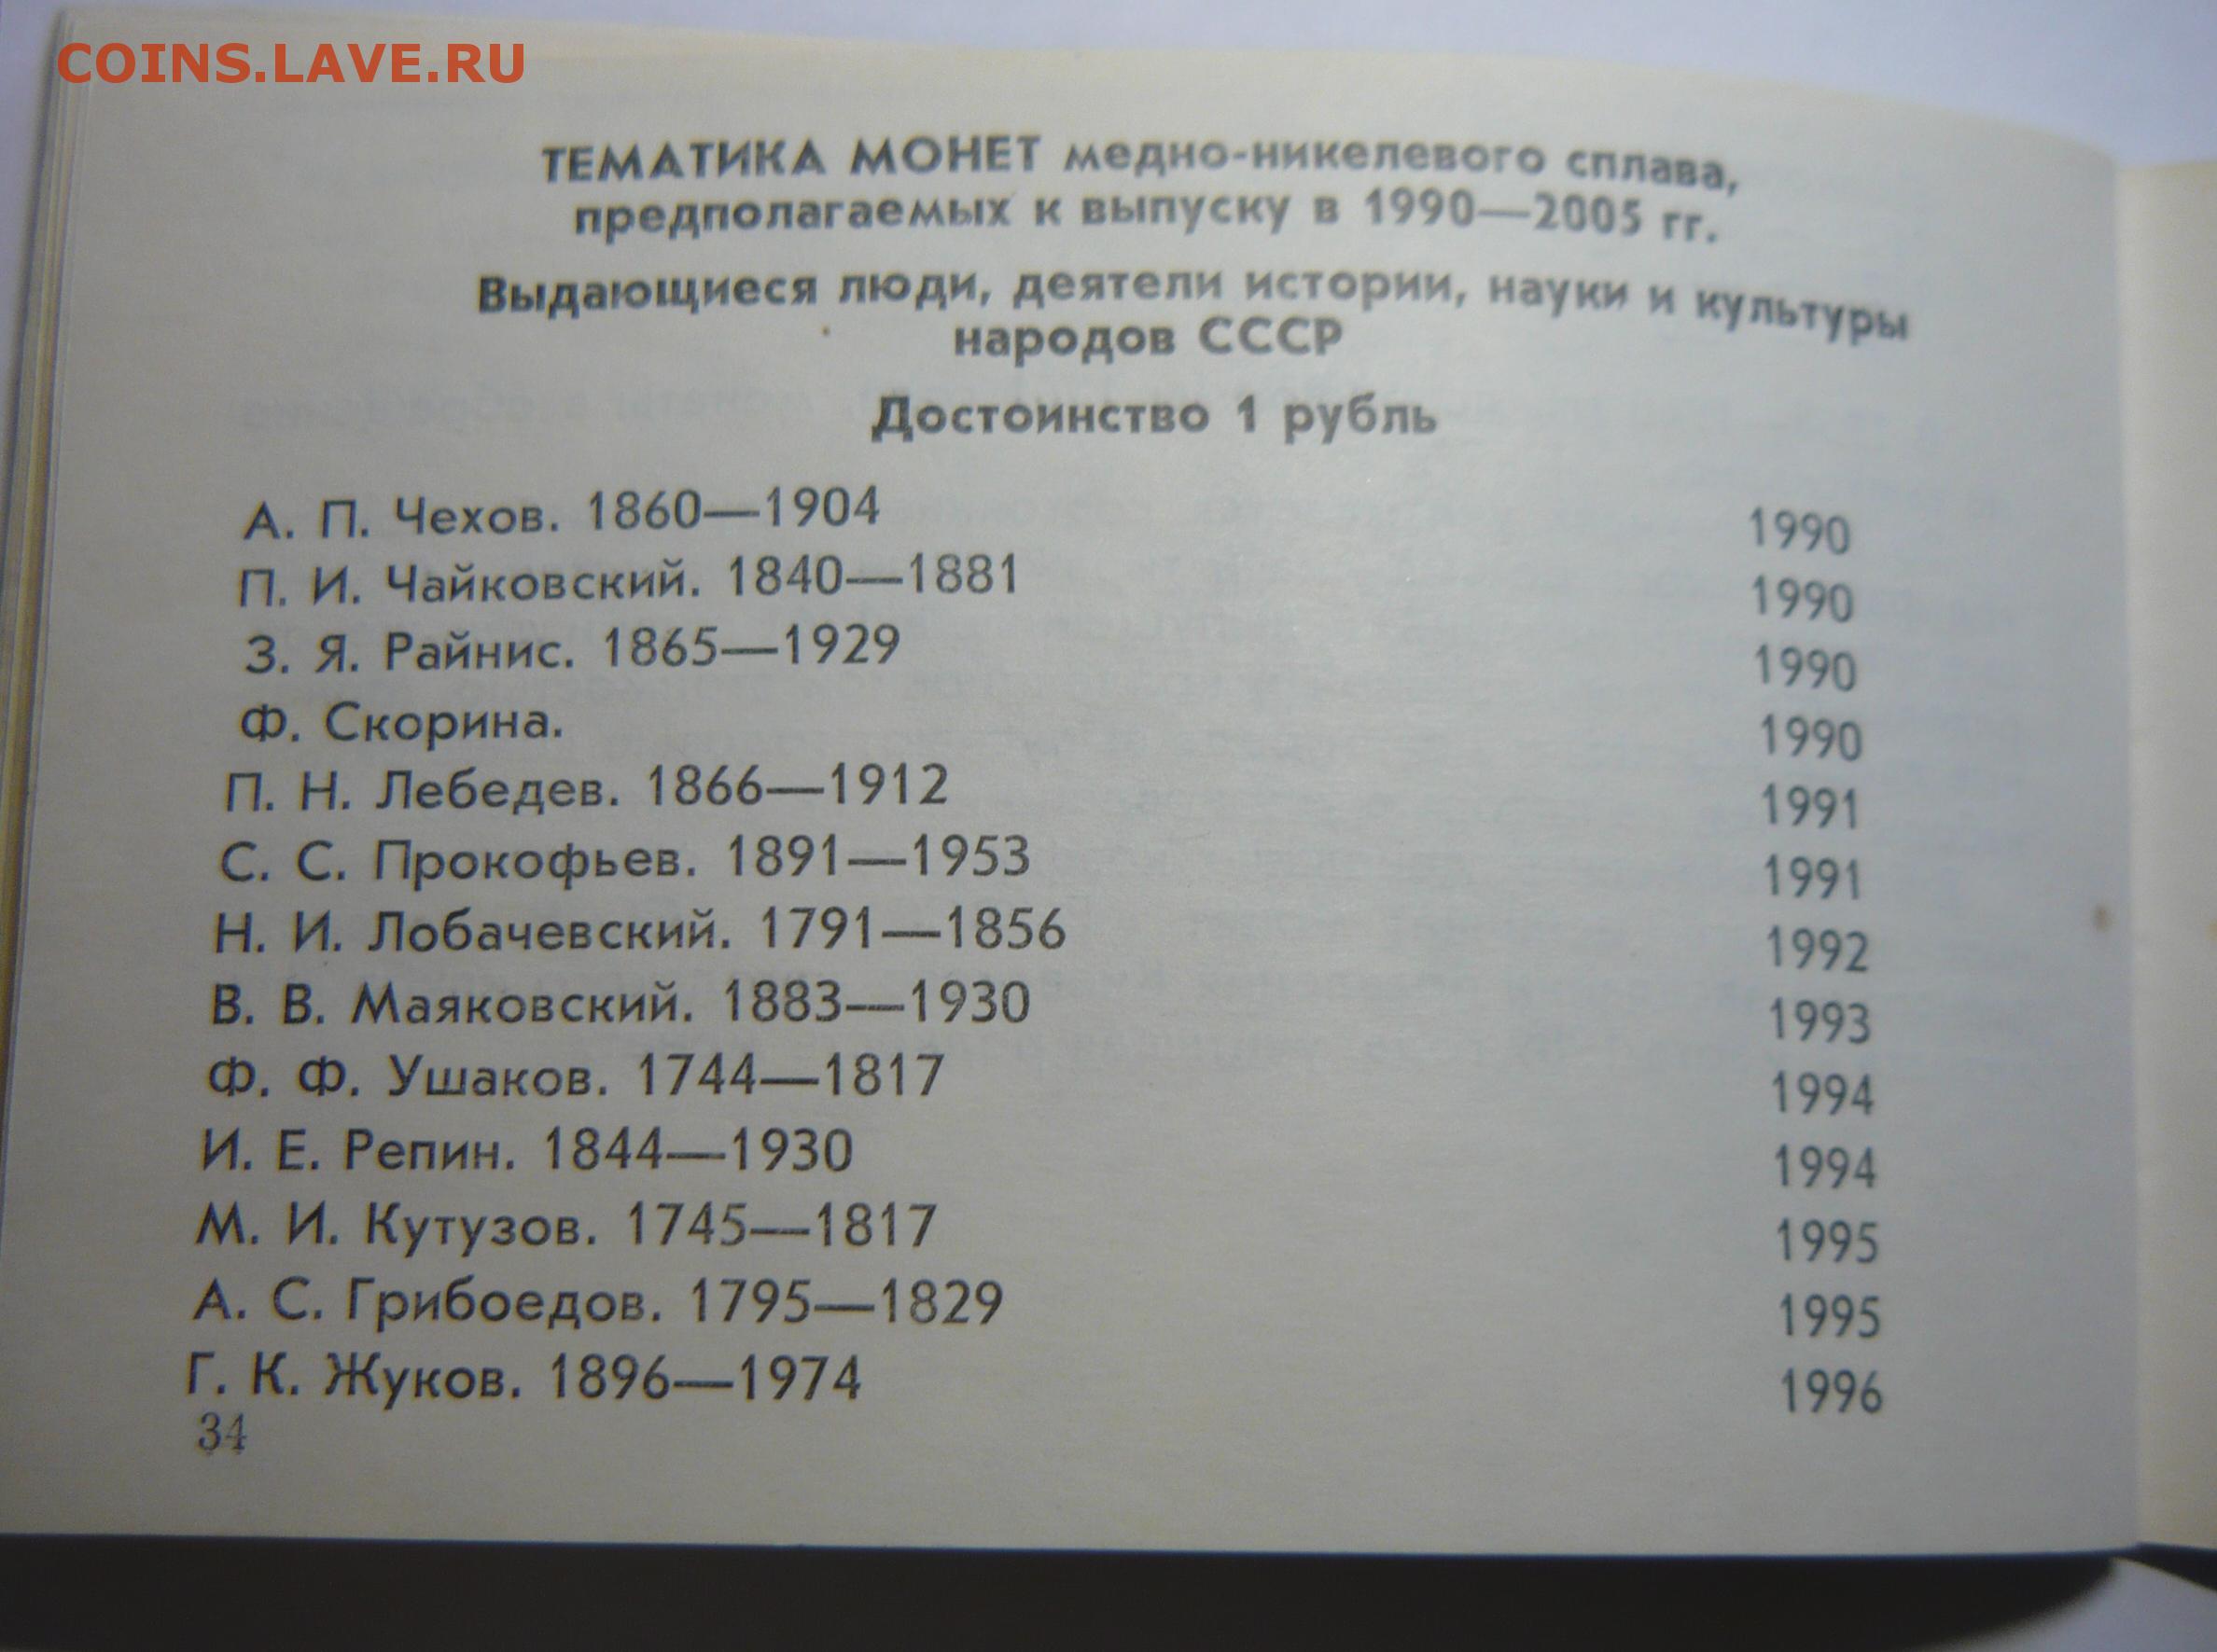 COINS.LAVE.RU
ТЕМАТИКА МОНЕТ медно-никелевого сплава,
предполагаемых к выпуску в 1990—2005 гг.
Выдающиеся люди, деятели истории, науки и культуры
народов СССР
Достоинство 1 рубль
А. П. Чехов. 1860—1904 1990
П. И. Чайковский. 1840—1881 1990
З. Я. Райнис. 1865—1929 1990
Ф. Скорина. 1990
П. Н. Лебедев. 1866—1912 1991
С. С. Прокофьев. 1891—1953 1991
Н. И. Лобачевский. 1791—1856 1992
В. В. Маяковский. 1883—1930 1993
Ф. Ф. Ушаков. 1744—1817 1994
И. Е. Репин. 1844—1930 1994
М. И. Кутузов. 1745—1817 1995
А. С. Грибоедов. 1795—1829 1995
Г. К. Жуков. 1896—1974 1996
34